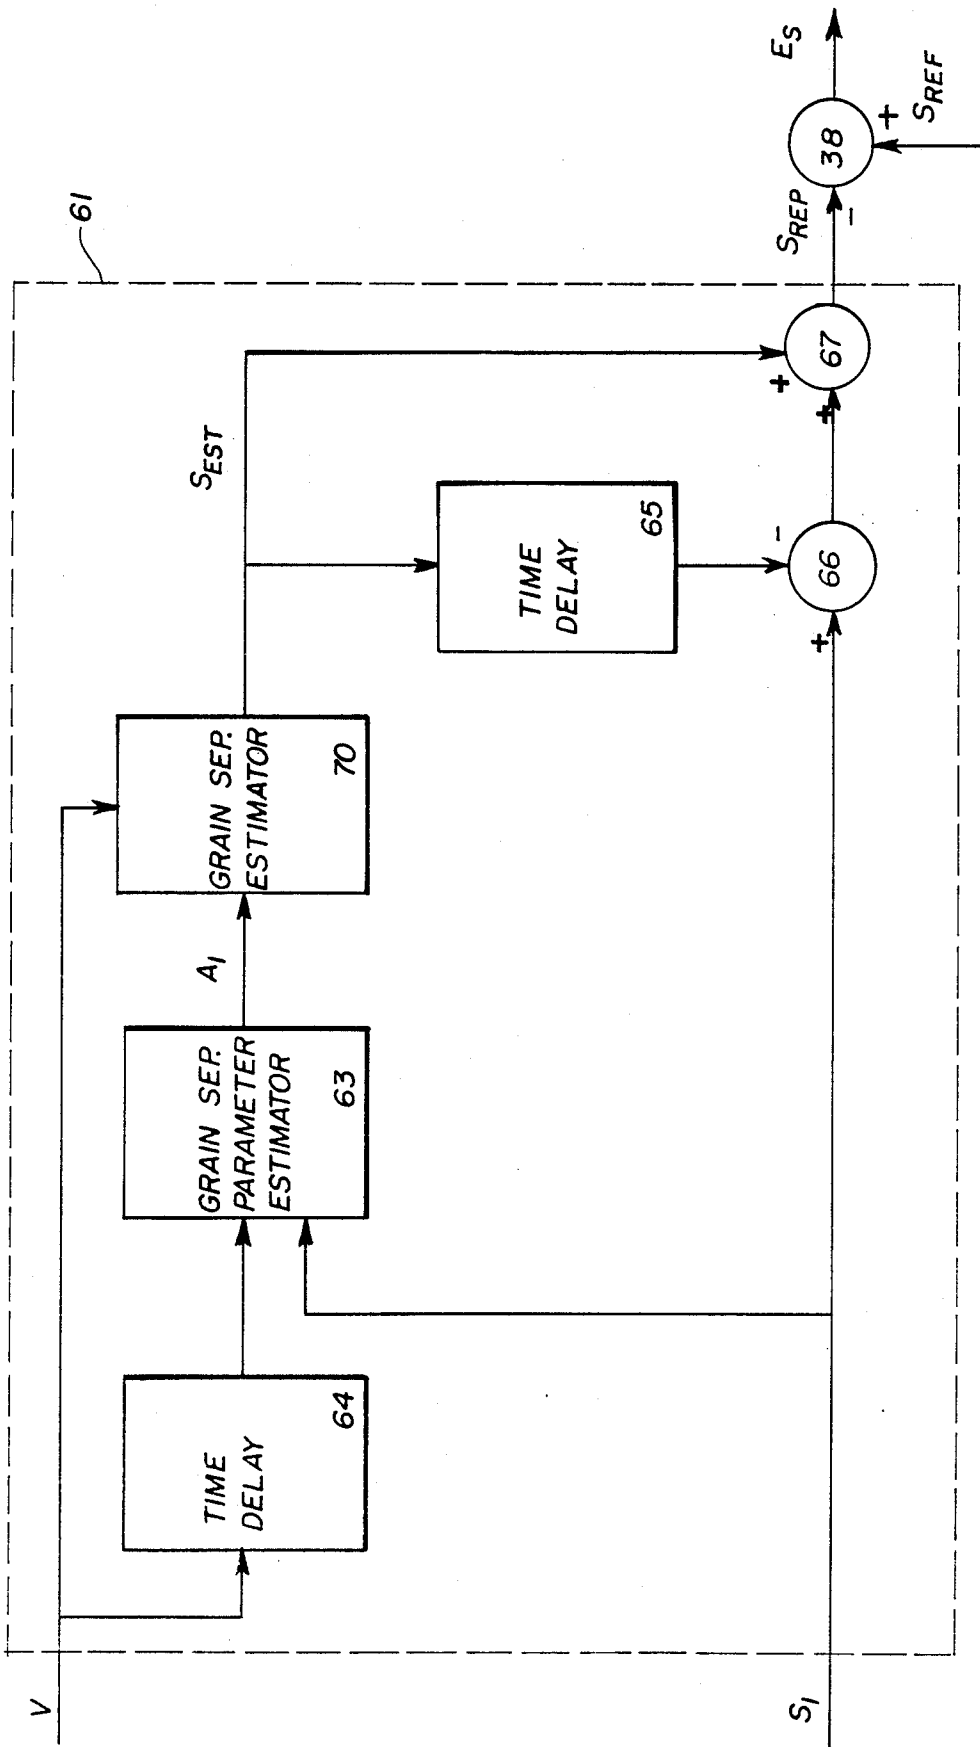 61
V
TIME
DELAY
64
GRAIN SEP.
PARAMETER
ESTIMATOR
63
A1
GRAIN SEP.
ESTIMATOR
70
SEST
TIME
DELAY
65
S1
+
-
66
+
+
67
SREP
-
38
+
SREF
ES